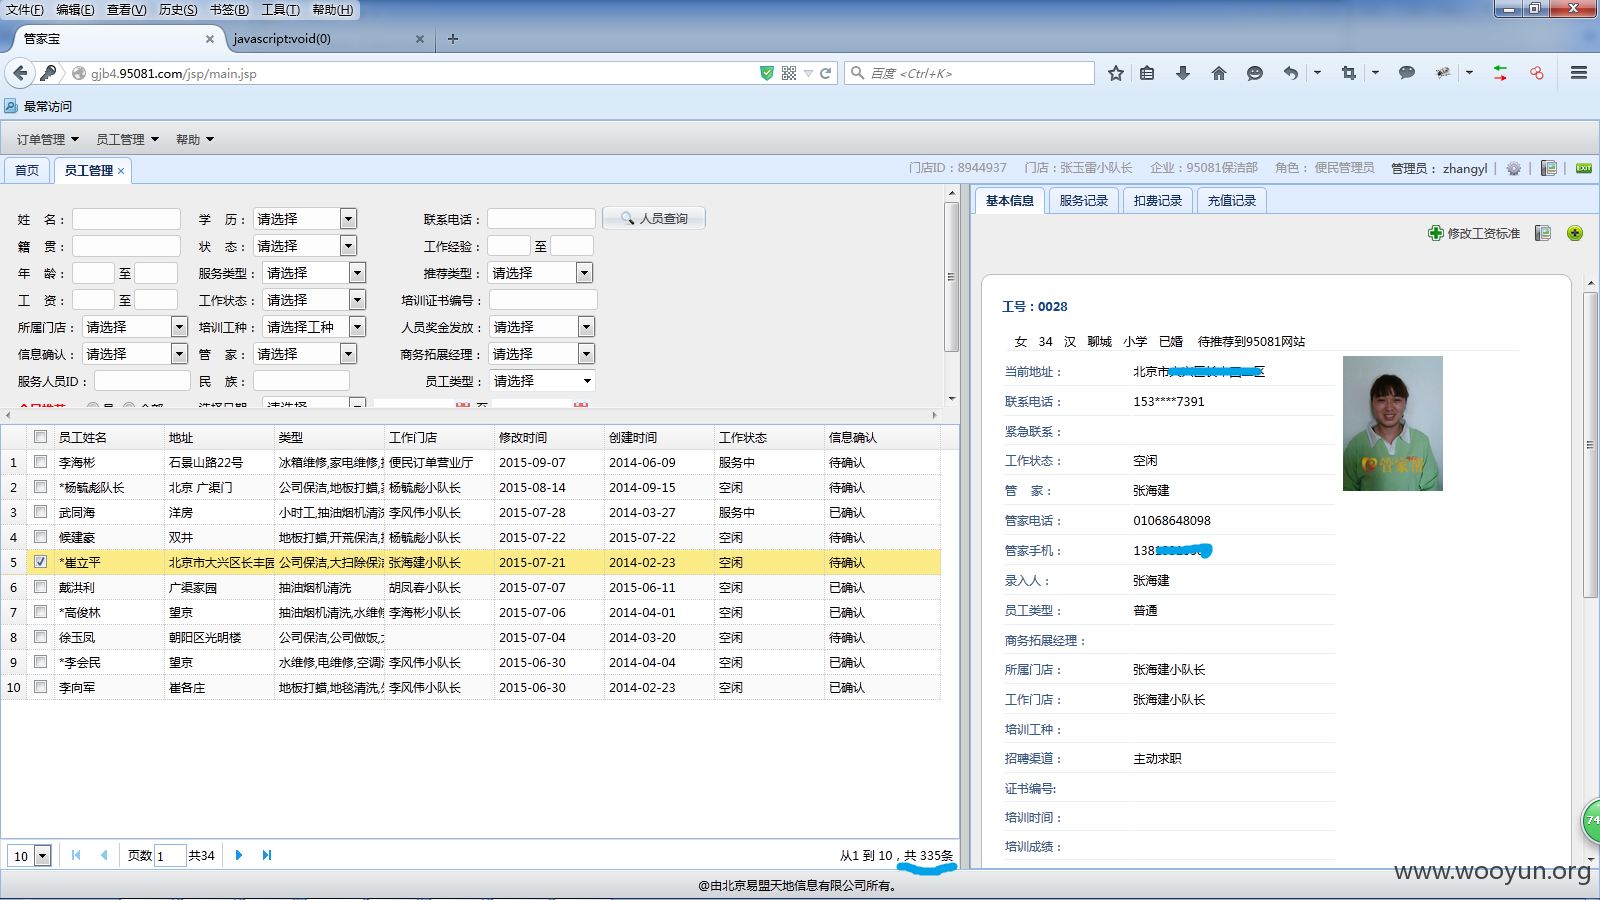 文件(F) 编辑(E) 查看(V) 历史(S) 书签(B) 工具(T) 帮助(H)
管家宝 × javascript:void(0) × +
gjb4.95081.com/jsp/main.jsp 百度 <Ctrl+K>
最常访问
订单管理 员工管理 帮助
首页 员工管理 × 门店ID：8944937 门店：张玉雷小队长 企业：95081保洁部 角色： 便民管理员 管理员： zhangyl EXIT
姓 名： 学 历： 请选择 联系电话： 人员查询
籍 贯： 状 态： 请选择 工作经验： 至
年 龄： 至 服务类型： 请选择 推荐类型： 请选择
工 资： 至 工作状态： 请选择 培训证书编号：
所属门店： 请选择 培训工种： 请选择工种 人员奖金发放： 请选择
信息确认： 请选择 管 家： 请选择 商务拓展经理： 请选择
服务人员ID： 民 族： 员工类型： 请选择
员工姓名 地址 类型 工作门店 修改时间 创建时间 工作状态 信息确认
1 李海彬 石景山路22号 冰箱维修,家电维修, 便民订单营业厅 2015-09-07 2014-06-09 服务中 待确认
2 *杨毓彪队长 北京 广渠门 公司保洁,地板打蜡, 杨毓彪小队长 2015-08-14 2014-09-15 空闲 待确认
3 武同海 洋房 小时工,抽油烟机清洗 李风伟小队长 2015-07-28 2014-03-27 服务中 已确认
4 候建豪 双井 地板打蜡,开荒保洁, 杨毓彪小队长 2015-07-22 2015-07-22 空闲 待确认
5 *崔立平 北京市大兴区长丰园 公司保洁,大扫除保洁 张海建小队长 2015-07-21 2014-02-23 空闲 待确认
6 戴洪利 广渠家园 抽油烟机清洗 胡凤春小队长 2015-07-07 2015-06-11 空闲 已确认
7 *高俊林 望京 抽油烟机清洗,水维修 李海彬小队长 2015-07-06 2014-04-01 空闲 已确认
8 徐玉凤 朝阳区光明楼 公司保洁,公司做饭, 2015-07-04 2014-03-20 空闲 待确认
9 *李会民 望京 水维修,电维修,空调 李风伟小队长 2015-06-30 2014-04-04 空闲 已确认
10 李向军 崔各庄 地板打蜡,地毯清洗, 李风伟小队长 2015-06-30 2014-02-23 空闲 已确认
10 页数 1 共34 从1 到 10，共 335条
@由北京易盟天地信息有限公司所有。
基本信息 服务记录 扣费记录 充值记录
修改工资标准
工号：0028
女 34 汉 聊城 小学 已婚 待推荐到95081网站
当前地址： 北京市 区
联系电话： 153****7391
紧急联系：
工作状态： 空闲
管 家： 张海建
管家电话： 01068648098
管家手机： 138
录入人： 张海建
员工类型： 普通
商务拓展经理：
所属门店： 张海建小队长
工作门店： 张海建小队长
培训工种：
招聘渠道： 主动求职
证书编号:
培训时间：
培训成绩：
74
www.wooyun.org